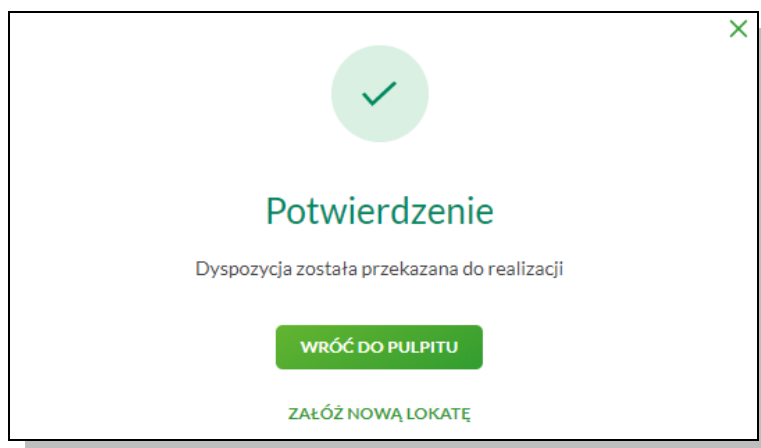 Potwierdzenie
Dyspozycja została przekazana do realizacji
WRÓĆ DO PULPITU
ZAŁÓŻ NOWĄ LOKATĘ